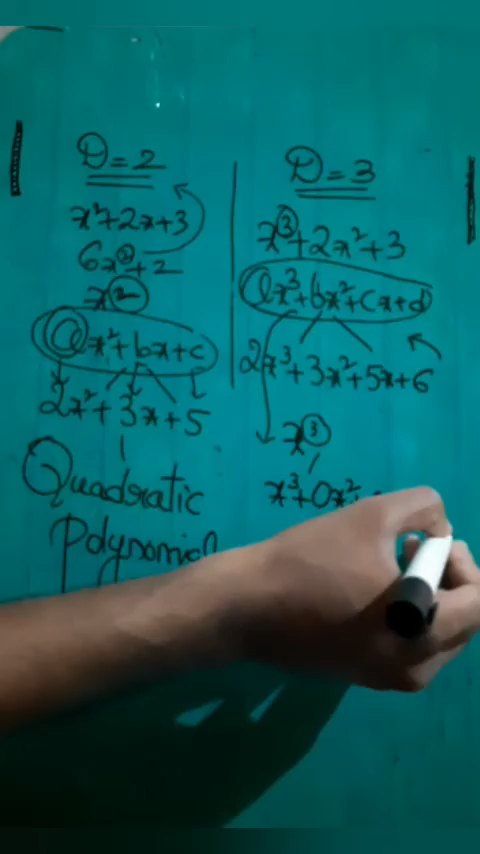 D = 2
x²+2x+3
6x²+2
x²
ax²+bx+c
2x²+3x+5
Quadratic
Polynomial
D = 3
x³+2x²+3
ax³+bx²+cx+d
2x³+3x²+5x+6
x³
x³+0x²